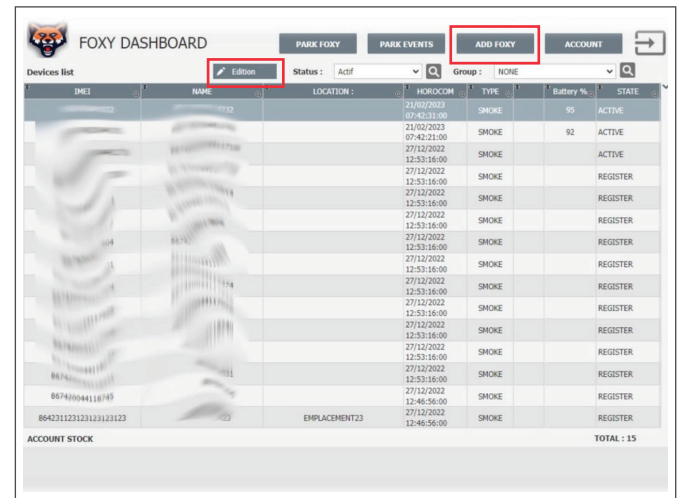 FOXY DASHBOARD PARK FOXY PARK EVENTS ADD FOXY ACCOUNT
Devices list Edition Status : Actif Group : NONE
IMEI NAME LOCATION : HOROCOM TYPE Battery % STATE
21/02/2023 07:42:31:00 SMOKE 95 ACTIVE
21/02/2023 07:42:21:00 SMOKE 92 ACTIVE
27/12/2022 12:53:16:00 SMOKE ACTIVE
27/12/2022 12:53:16:00 SMOKE REGISTER
27/12/2022 12:53:16:00 SMOKE REGISTER
27/12/2022 12:53:16:00 SMOKE REGISTER
27/12/2022 12:53:16:00 SMOKE REGISTER
27/12/2022 12:53:16:00 SMOKE REGISTER
27/12/2022 12:53:16:00 SMOKE REGISTER
27/12/2022 12:53:16:00 SMOKE REGISTER
27/12/2022 12:53:16:00 SMOKE REGISTER
27/12/2022 12:53:16:00 SMOKE REGISTER
27/12/2022 12:53:16:00 SMOKE REGISTER
27/12/2022 12:46:56:00 SMOKE REGISTER
864231123123123123123 EMPLACEMENT23 27/12/2022 12:46:56:00 SMOKE REGISTER
ACCOUNT STOCK TOTAL : 15